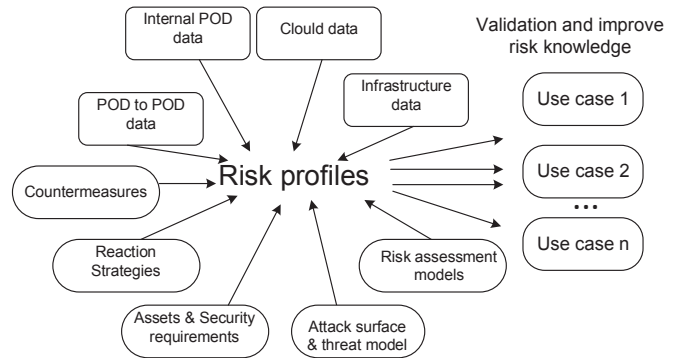 Internal POD
data
Clould data
Validation and improve
risk knowledge
Infrastructure
data
Use case 1
POD to POD
data
Risk profiles
Use case 2
Countermeasures
...
Reaction
Strategies
Risk assessment
models
Use case n
Assets & Security
requirements
Attack surface
& threat model